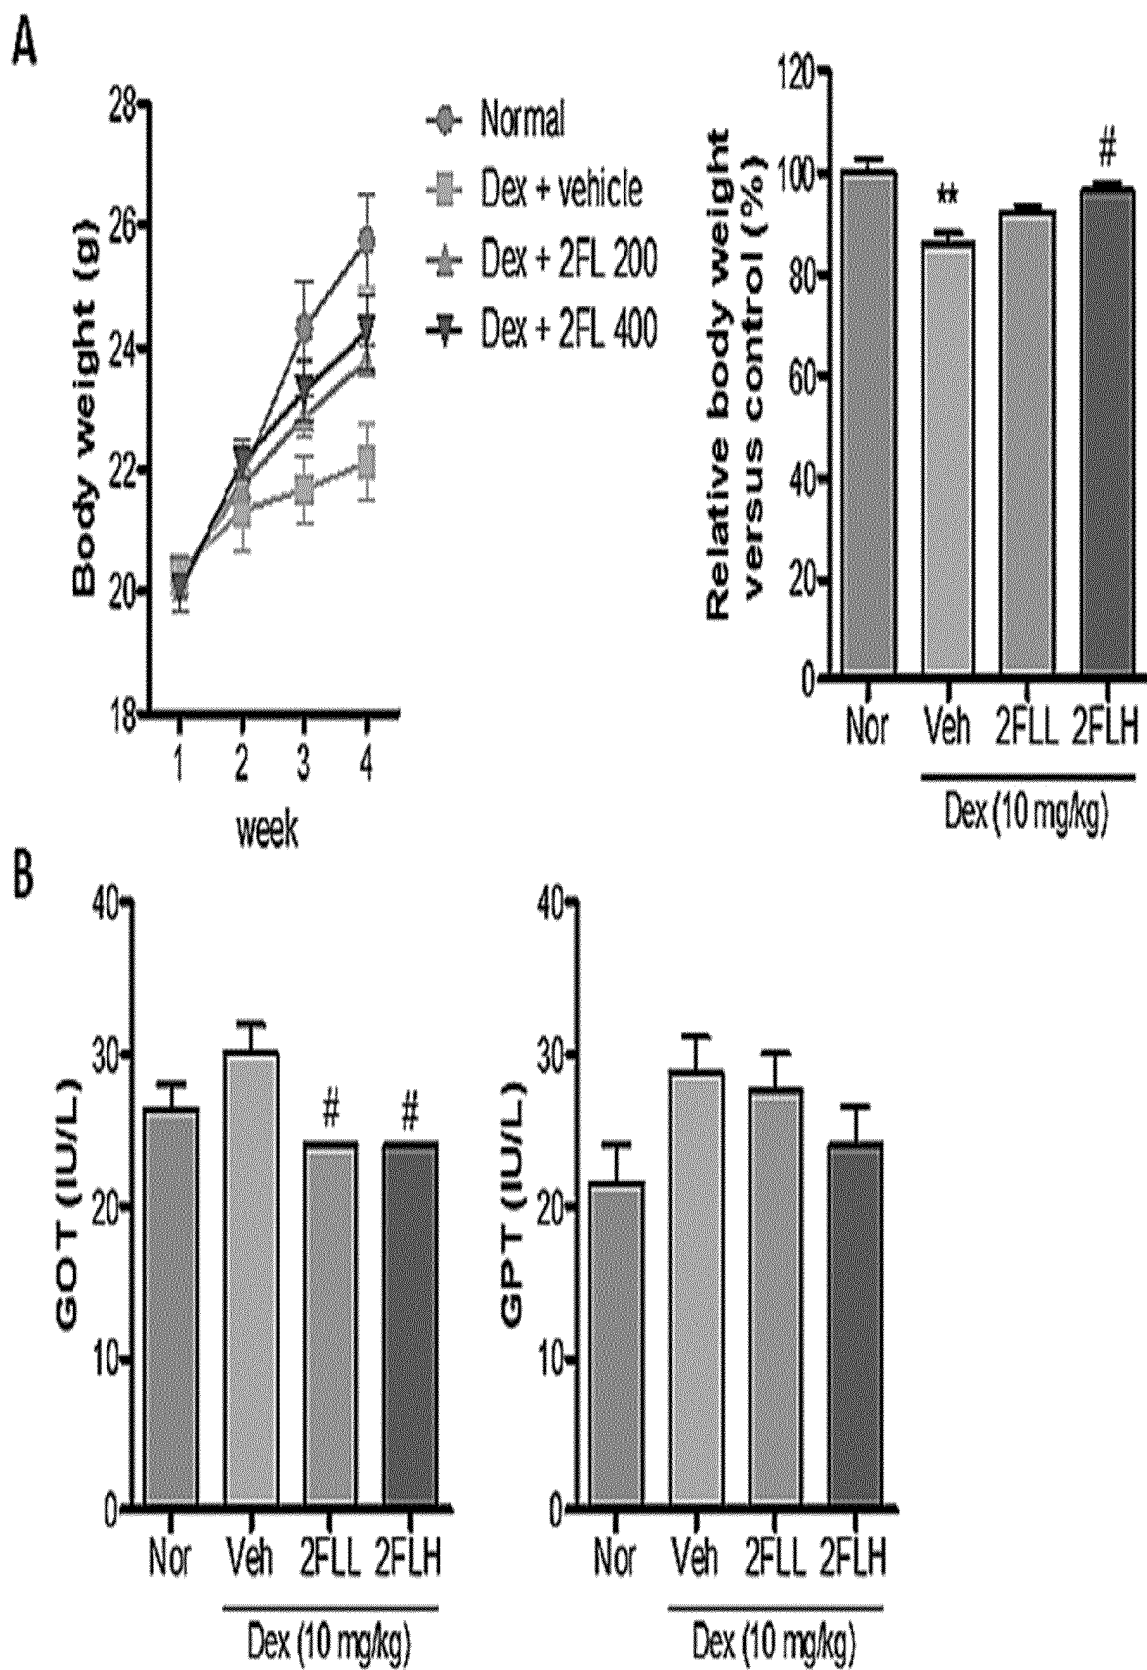 A
28
26
24
22
20
18
Body weight (g)
1 2 3 4
week
Normal
Dex + vehicle
Dex + 2FL 200
Dex + 2FL 400
120
100
80
60
40
20
0
Relative body weight
versus control (%)
**
#
Nor Veh 2FLL 2FLH
Dex (10 mg/kg)
B
40
30
20
10
0
GOT (IU/L)
# #
Nor Veh 2FLL 2FLH
Dex (10 mg/kg)
40
30
20
10
0
GPT (IU/L)
Nor Veh 2FLL 2FLH
Dex (10 mg/kg)